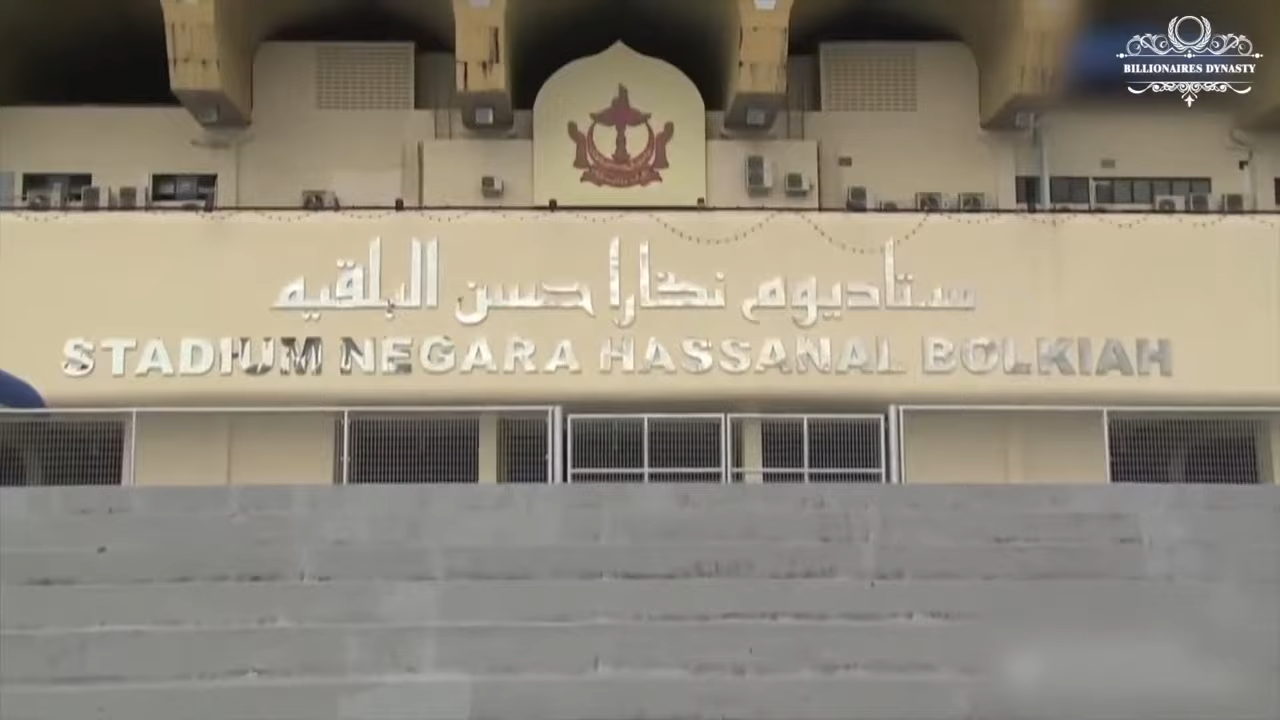 BILLIONAIRES DYNASTY
ستاديوم نݢارا حسن البلقيه
STADIUM NEGARA HASSANAL BOLKIAH